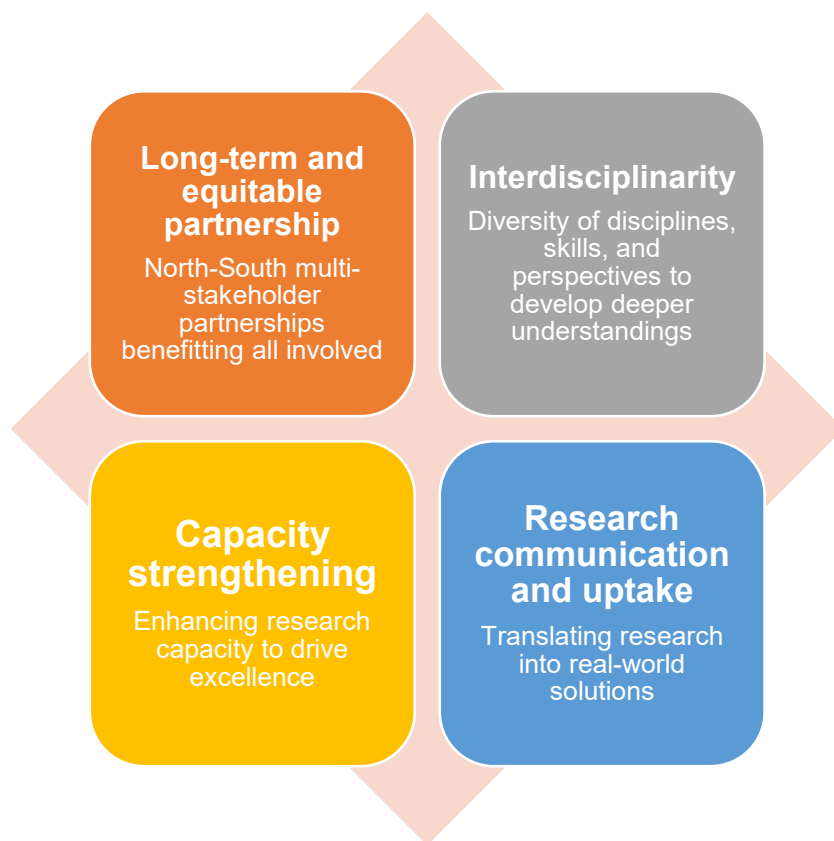 Long-term and
equitable
partnership
North-South multi-
stakeholder
partnerships
benefitting all involved
Interdisciplinarity
Diversity of disciplines,
skills, and
perspectives to
develop deeper
understandings
Capacity
strengthening
Enhancing research
capacity to drive
excellence
Research
communication
and uptake
Translating research
into real-world
solutions